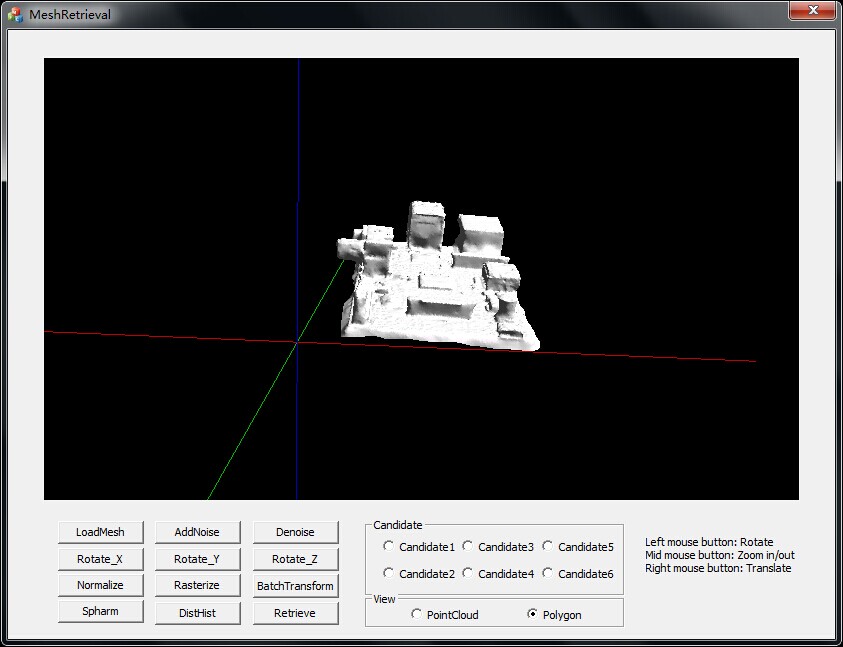 MeshRetrieval
LoadMesh AddNoise Denoise
Rotate_X Rotate_Y Rotate_Z
Normalize Rasterize BatchTransform
Spharm DistHist Retrieve
Candidate
Candidate1 Candidate3 Candidate5
Candidate2 Candidate4 Candidate6
View
PointCloud Polygon
Left mouse button: Rotate
Mid mouse button: Zoom in/out
Right mouse button: Translate